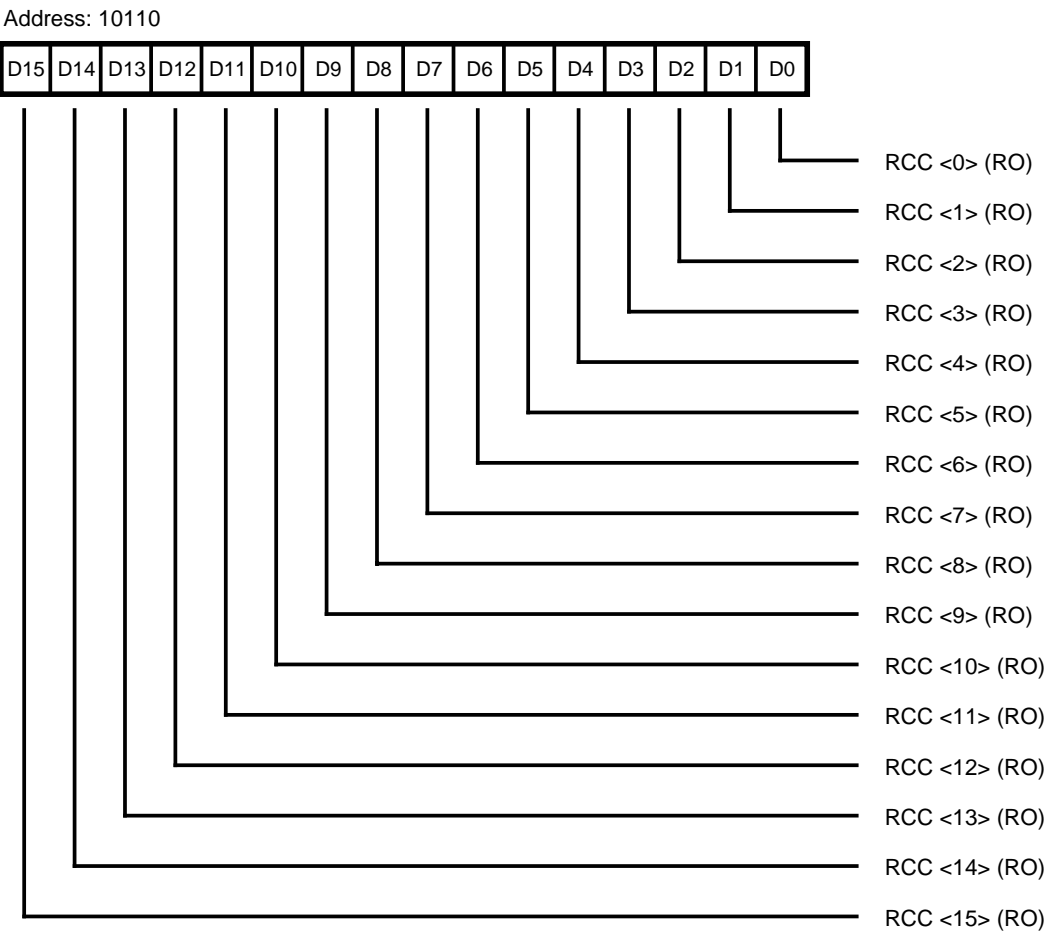 Address: 10110
D15 D14 D13 D12 D11 D10 D9 D8 D7 D6 D5 D4 D3 D2 D1 D0
RCC <0> (RO)
RCC <1> (RO)
RCC <2> (RO)
RCC <3> (RO)
RCC <4> (RO)
RCC <5> (RO)
RCC <6> (RO)
RCC <7> (RO)
RCC <8> (RO)
RCC <9> (RO)
RCC <10> (RO)
RCC <11> (RO)
RCC <12> (RO)
RCC <13> (RO)
RCC <14> (RO)
RCC <15> (RO)